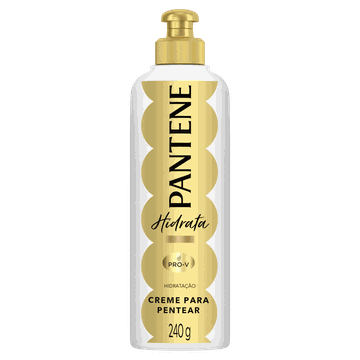 PANTENE
Hidrata
PRO-V
HIDRATAÇÃO
CREME PARA
PENTEAR
240g